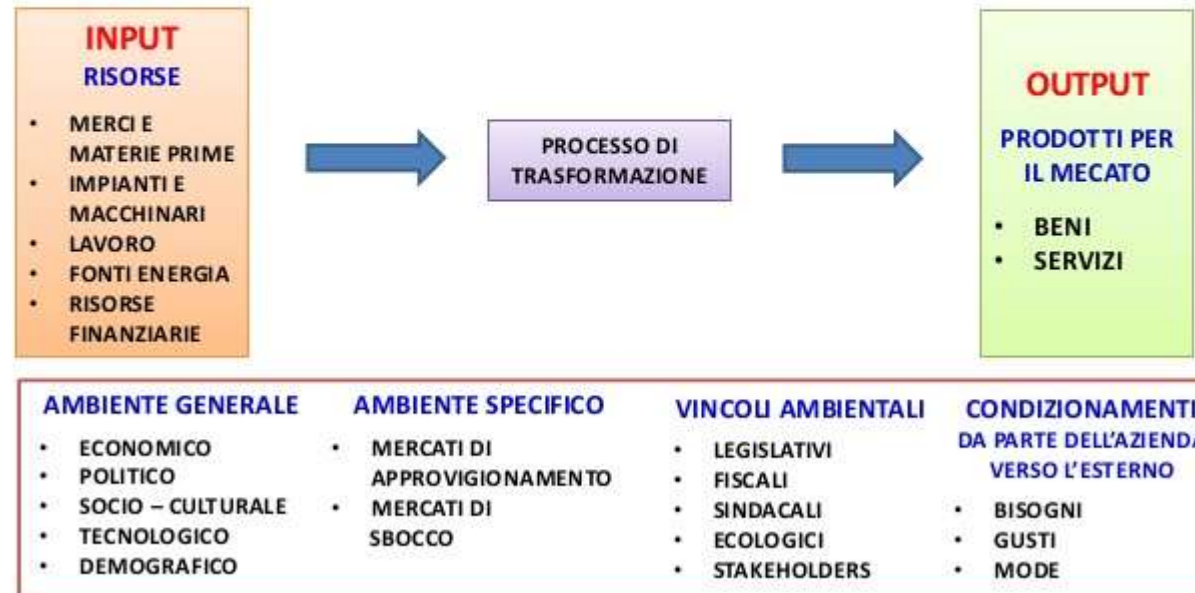 INPUT
RISORSE
• MERCI E
MATERIE PRIME
• IMPIANTI E
MACCHINARI
• LAVORO
• FONTI ENERGIA
• RISORSE
FINANZIARIE
PROCESSO DI
TRASFORMAZIONE
OUTPUT
PRODOTTI PER
IL MECATO
• BENI
• SERVIZI
AMBIENTE GENERALE
• ECONOMICO
• POLITICO
• SOCIO – CULTURALE
• TECNOLOGICO
• DEMOGRAFICO
AMBIENTE SPECIFICO
• MERCATI DI
APPROVIGIONAMENTO
• MERCATI DI
SBOCCO
VINCOLI AMBIENTALI
• LEGISLATIVI
• FISCALI
• SINDACALI
• ECOLOGICI
• STAKEHOLDERS
CONDIZIONAMENTI
DA PARTE DELL'AZIENDA
VERSO L'ESTERNO
• BISOGNI
• GUSTI
• MODE